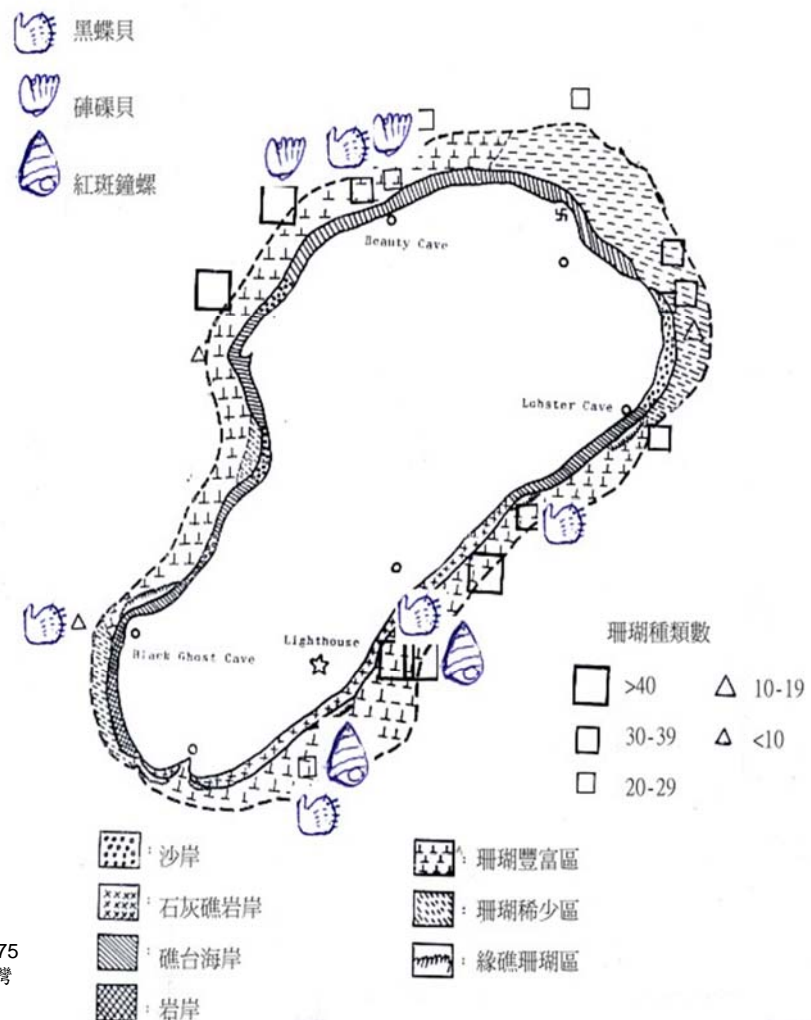 黑蝶貝
硨磲貝
紅斑鐘螺
卐
Beauty Cave
Lobster Cave
Lighthouse
Black Ghost Cave
珊瑚種類數
>40
10-19
30-39
<10
20-29
: 沙岸
: 珊瑚豐富區
: 石灰礁岩岸
: 珊瑚稀少區
: 礁台海岸
: 緣礁珊瑚區
: 岩岸
75
灣